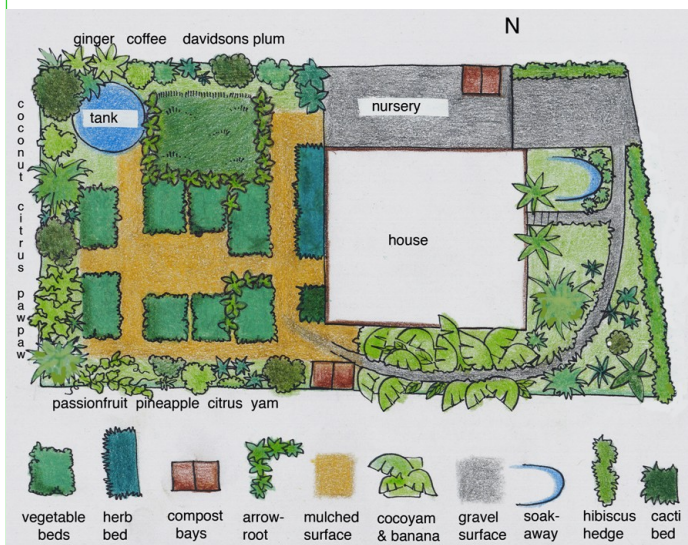 N
ginger coffee davidsons plum
nursery
tank
coconut citrus pawpaw
house
passionfruit pineapple citrus yam
vegetable beds
herb bed
compost bays
arrow-root
mulched surface
cocoyam & banana
gravel surface
soak-away
hibiscus hedge
cacti bed